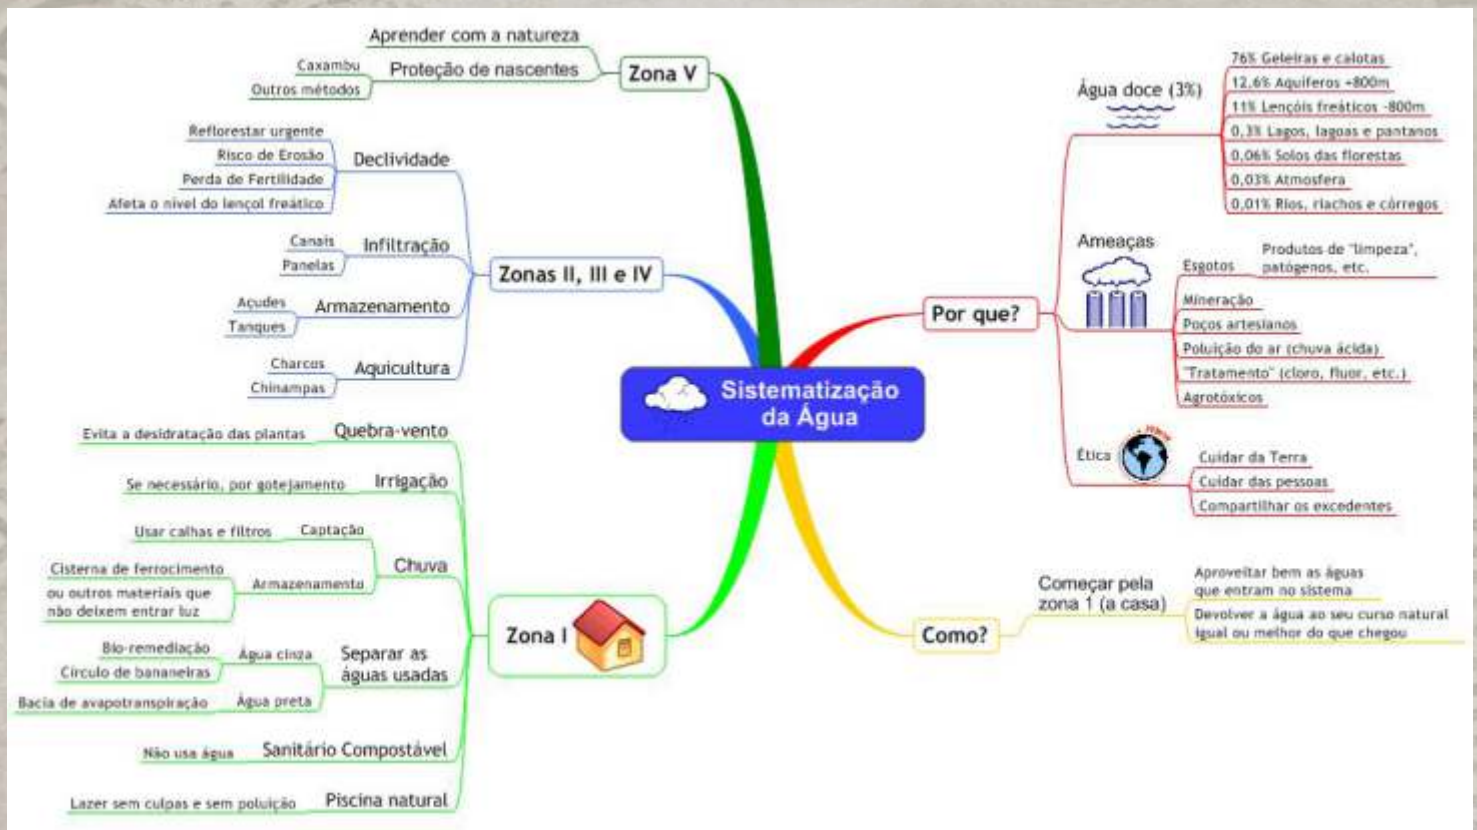 Sistematização
da Água
Por que?
Água doce (3%)
76% Geleiras e calotas
12,6% Aquíferos +800m
11% Lençóis freáticos -800m
0,3% Lagos, lagoas e pantanos
0,06% Solos das florestas
0,03% Atmosfera
0,01% Rios, riachos e córregos
Ameaças
Esgotos
Produtos de "limpeza",
patógenos, etc.
Mineração
Poços artesianos
Poluição do ar (chuva ácida)
"Tratamento" (cloro, fluor, etc.)
Agrotóxicos
Ética
Cuidar da Terra
Cuidar das pessoas
Compartilhar os excedentes
Como?
Começar pela
zona 1 (a casa)
Aproveitar bem as águas
que entram no sistema
Devolver a água ao seu curso natural
igual ou melhor do que chegou
Zona I
Quebra-vento
Evita a desidratação das plantas
Irrigação
Se necessário, por gotejamento
Chuva
Captação
Usar calhas e filtros
Armazenamento
Cisterna de ferrocimento
ou outros materiais que
não deixem entrar luz
Separar as
águas usadas
Água cinza
Bio-remediação
Círculo de bananeiras
Água preta
Bacia de avapotranspiração
Sanitário Compostável
Não usa água
Piscina natural
Lazer sem culpas e sem poluição
Zonas II, III e IV
Declividade
Reflorestar urgente
Risco de Erosão
Perda de Fertilidade
Afeta o nível do lençol freático
Infiltração
Canais
Panelas
Armazenamento
Açudes
Tanques
Aquicultura
Charcos
Chinampas
Zona V
Aprender com a natureza
Proteção de nascentes
Caxambu
Outros métodos